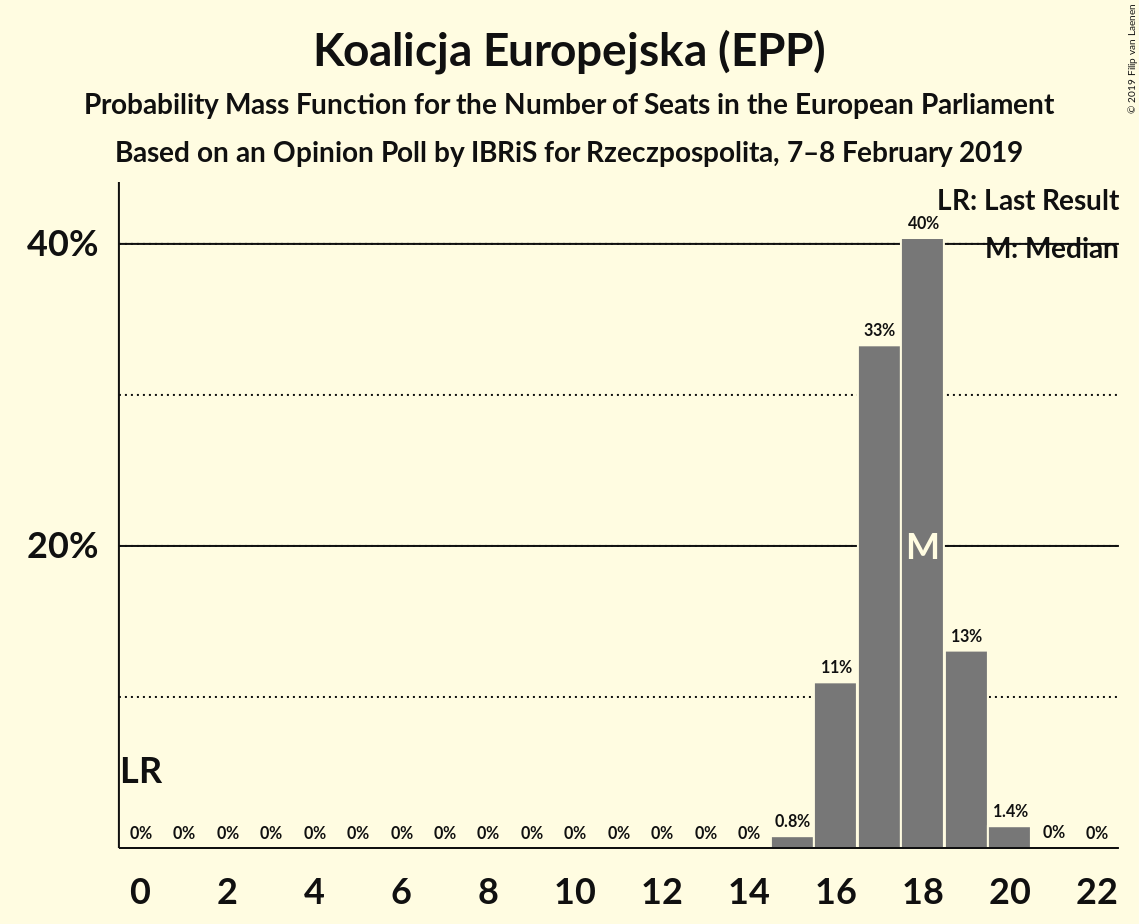 Koalicja Europejska (EPP)
Probability Mass Function for the Number of Seats in the European Parliament
Based on an Opinion Poll by IBRiS for Rzeczpospolita, 7–8 February 2019
© 2019 Filip van Laenen
LR: Last Result
M: Median
40%
20%
40%
33%
M
13%
11%
LR
0% 0% 0% 0% 0% 0% 0% 0% 0% 0% 0% 0% 0% 0% 0% 0.8% 1.4% 0% 0%
0 2 4 6 8 10 12 14 16 18 20 22